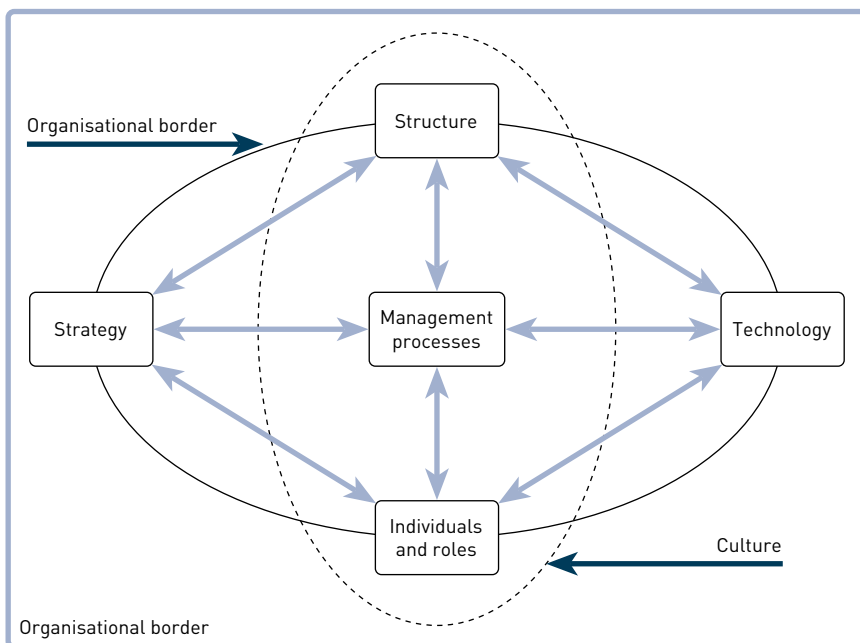 Organisational border
Structure
Strategy
Management
processes
Technology
Individuals
and roles
Culture
Organisational border